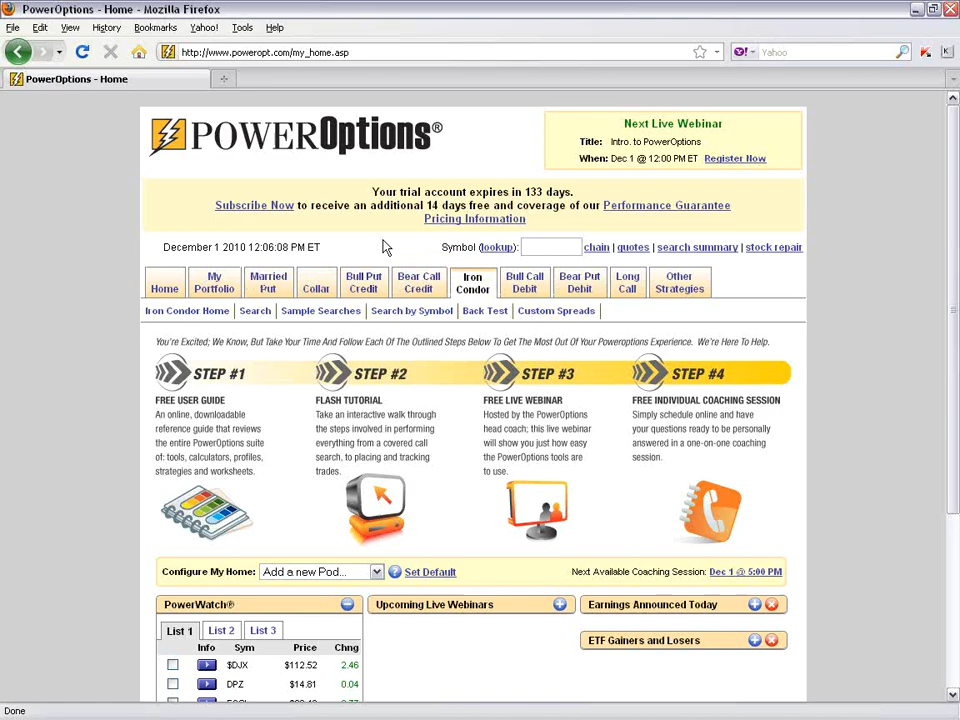 PowerOptions - Home - Mozilla Firefox
File Edit View History Bookmarks Yahoo! Tools Help
http://www.poweropt.com/my_home.asp
Yahoo
PowerOptions - Home
POWEROptions®
Next Live Webinar
Title: Intro. to PowerOptions
When: Dec 1 @ 12:00 PM ET Register Now
Your trial account expires in 133 days.
Subscribe Now to receive an additional 14 days free and coverage of our Performance Guarantee
Pricing Information
December 1 2010 12:06:08 PM ET
Symbol (lookup): chain | quotes | search summary | stock repair
Home
My Portfolio
Married Put
Collar
Bull Put Credit
Bear Call Credit
Iron Condor
Bull Call Debit
Bear Put Debit
Long Call
Other Strategies
Iron Condor Home | Search | Sample Searches | Search by Symbol | Back Test | Custom Spreads |
You're Excited; We Know, But Take Your Time And Follow Each Of The Outlined Steps Below To Get The Most Out Of Your Poweroptions Experience. We're Here To Help.
STEP #1
FREE USER GUIDE
An online, downloadable
reference guide that reviews
the entire PowerOptions suite
of: tools, calculators, profiles,
strategies and worksheets.
STEP #2
FLASH TUTORIAL
Take an interactive walk through
the steps involved in performing
everything from a covered call
search, to placing and tracking
trades.
STEP #3
FREE LIVE WEBINAR
Hosted by the PowerOptions
head coach; this live webinar
will show you just how easy
the PowerOptions tools are
to use.
STEP #4
FREE INDIVIDUAL COACHING SESSION
Simply schedule online and have
your questions ready to be personally
answered in a one-on-one coaching
session.
Configure My Home: Add a new Pod... Set Default
Next Available Coaching Session: Dec 1 @ 5:00 PM
PowerWatch®
List 1 List 2 List 3
Info Sym Price Chng
$DJX $112.52 2.46
DPZ $14.81 0.04
Upcoming Live Webinars
Earnings Announced Today
ETF Gainers and Losers
Done